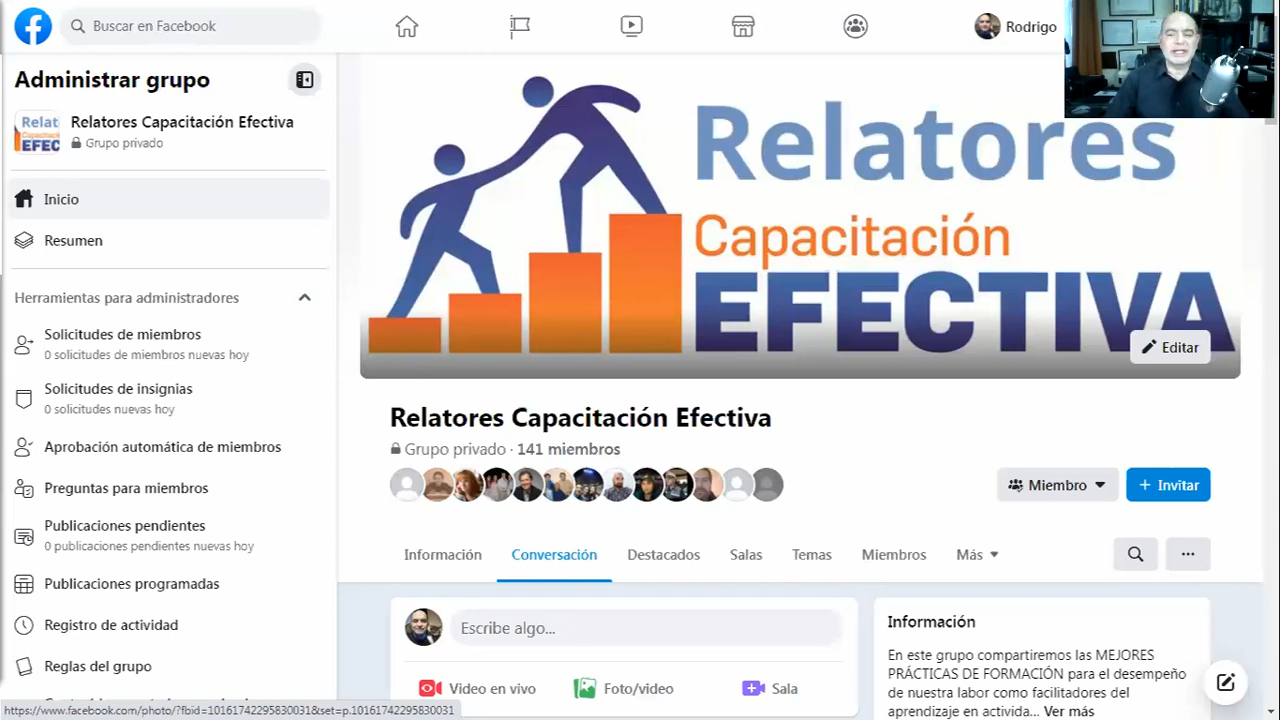 Buscar en Facebook
Rodrigo
Administrar grupo
Relatores Capacitación Efectiva
Grupo privado
Inicio
Resumen
Herramientas para administradores
Solicitudes de miembros
0 solicitudes de miembros nuevas hoy
Solicitudes de insignias
0 solicitudes nuevas hoy
Aprobación automática de miembros
Preguntas para miembros
Publicaciones pendientes
0 publicaciones pendientes nuevas hoy
Publicaciones programadas
Registro de actividad
Reglas del grupo
https://www.facebook.com/photo/?fbid=10161742295830031&set=p.10161742295830031
Relatores
Capacitación
EFECTIVA
Editar
Relatores Capacitación Efectiva
Grupo privado · 141 miembros
Miembro
+ Invitar
Información
Conversación
Destacados
Salas
Temas
Miembros
Más
Escribe algo...
Video en vivo
Foto/video
Sala
Información
En este grupo compartiremos las MEJORES
PRÁCTICAS DE FORMACIÓN para el desempeño
de nuestra labor como facilitadores del
aprendizaje en activida... Ver más